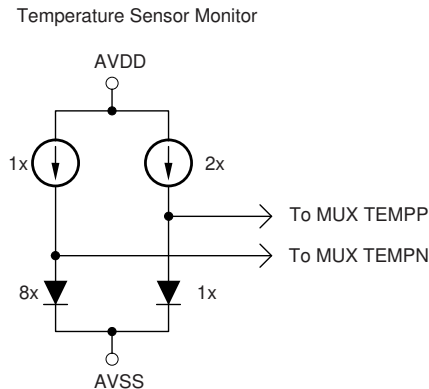 Temperature Sensor Monitor
AVDD
1x
2x
To MUX TEMPP
To MUX TEMPN
8x
1x
AVSS